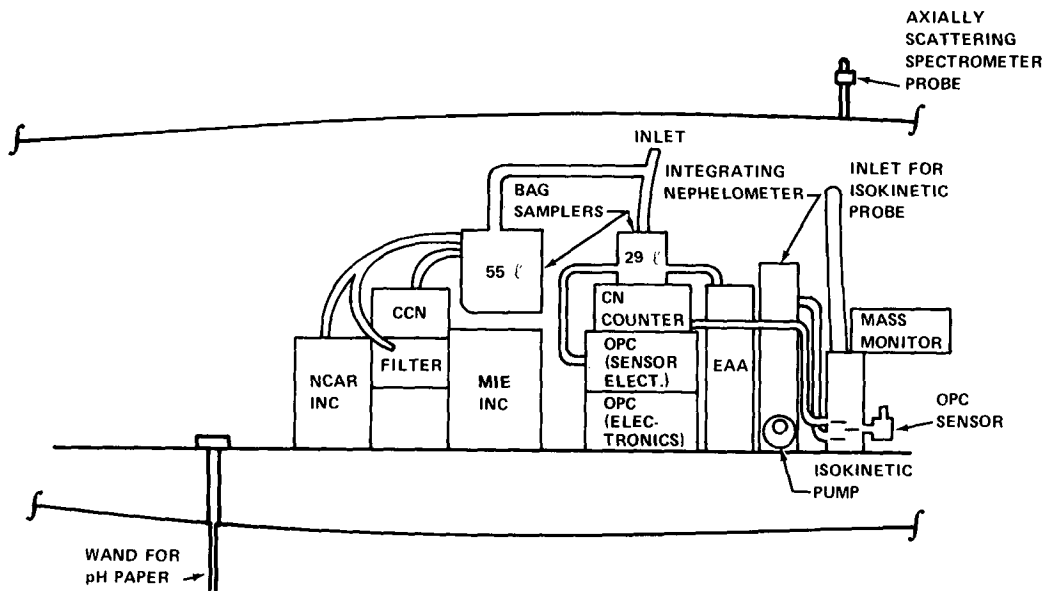 AXIALLY
SCATTERING
SPECTROMETER
PROBE
INLET
BAG
SAMPLERS
INTEGRATING
NEPHELOMETER
INLET FOR
ISOKINETIC
PROBE
55 ℓ
29 ℓ
CCN
CN
COUNTER
MASS
MONITOR
NCAR
INC
FILTER
MIE
INC
OPC
(SENSOR
ELECT.)
EAA
OPC
(ELEC-
TRONICS)
OPC
SENSOR
ISOKINETIC
PUMP
WAND FOR
pH PAPER